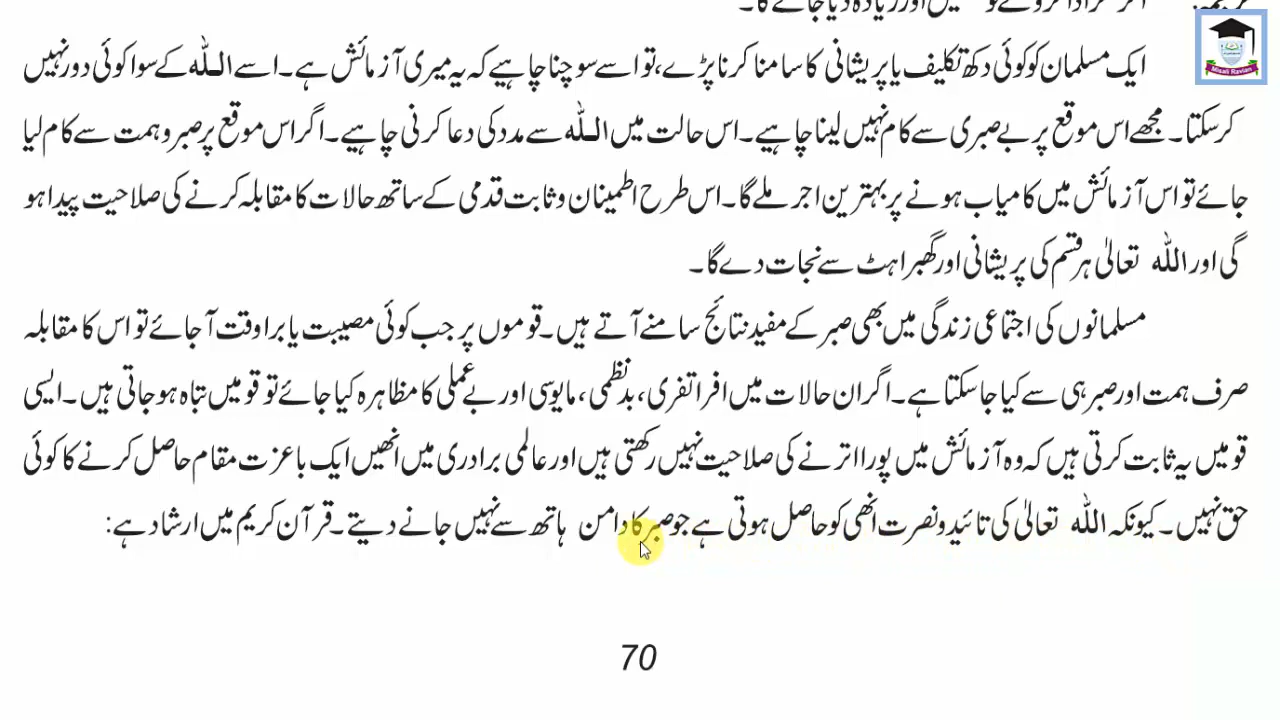 ایک مسلمان کو کوئی دکھ تکلیف یا پریشانی کا سامنا کرنا پڑے، تو اسے سوچنا چاہیے کہ یہ میری آزمائش ہے۔ اسے اللہ کے سوا کوئی دور نہیں
کر سکتا۔ مجھے اس موقع پر بے صبری سے کام نہیں لینا چاہیے۔ اس حالت میں اللہ سے مدد کی دعا کرنی چاہیے۔ اگر اس موقع پر صبر و ہمت سے کام لیا
جائے تو اس آزمائش میں کامیاب ہونے پر بہترین اجر ملے گا۔ اس طرح اطمینان و ثابت قدمی کے ساتھ حالات کا مقابلہ کرنے کی صلاحیت پیدا ہو
گی اور اللہ تعالیٰ ہر قسم کی پریشانی اور گھبراہٹ سے نجات دے گا۔
مسلمانوں کی اجتماعی زندگی میں بھی صبر کے مفید نتائج سامنے آتے ہیں۔ قوموں پر جب کوئی مصیبت یا برا وقت آ جائے تو اس کا مقابلہ
صرف ہمت اور صبر ہی سے کیا جا سکتا ہے۔ اگر ان حالات میں افراتفری، بدنظمی، مایوسی اور بے عملی کا مظاہرہ کیا جائے تو قومیں تباہ ہو جاتی ہیں۔ ایسی
قومیں یہ ثابت کرتی ہیں کہ وہ آزمائش میں پورا اترنے کی صلاحیت نہیں رکھتی ہیں اور عالمی برادری میں انھیں ایک باعزت مقام حاصل کرنے کا کوئی
حق نہیں۔ کیونکہ اللہ تعالیٰ کی تائید و نصرت انھی کو حاصل ہوتی ہے جو صبر کا دامن ہاتھ سے نہیں جانے دیتے۔ قرآن کریم میں ارشاد ہے:
70
Misali Ravians